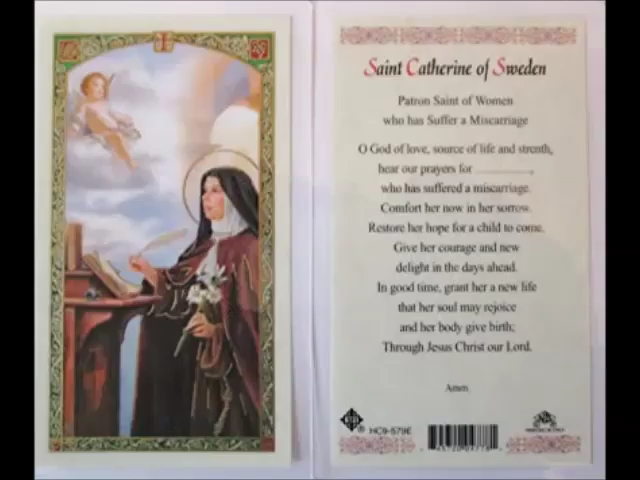 Saint Catherine of Sweden
Patron Saint of Women
who has Suffer a Miscarriage
O God of love, source of life and strenth,
hear our prayers for ____________,
who has suffered a miscarriage.
Comfort her now in her sorrow.
Restore her hope for a child to come.
Give her courage and new
delight in the days ahead.
In good time, grant her a new life
that her soul may rejoice
and her body give birth;
Through Jesus Christ our Lord.
Amen.
® HC9-579E